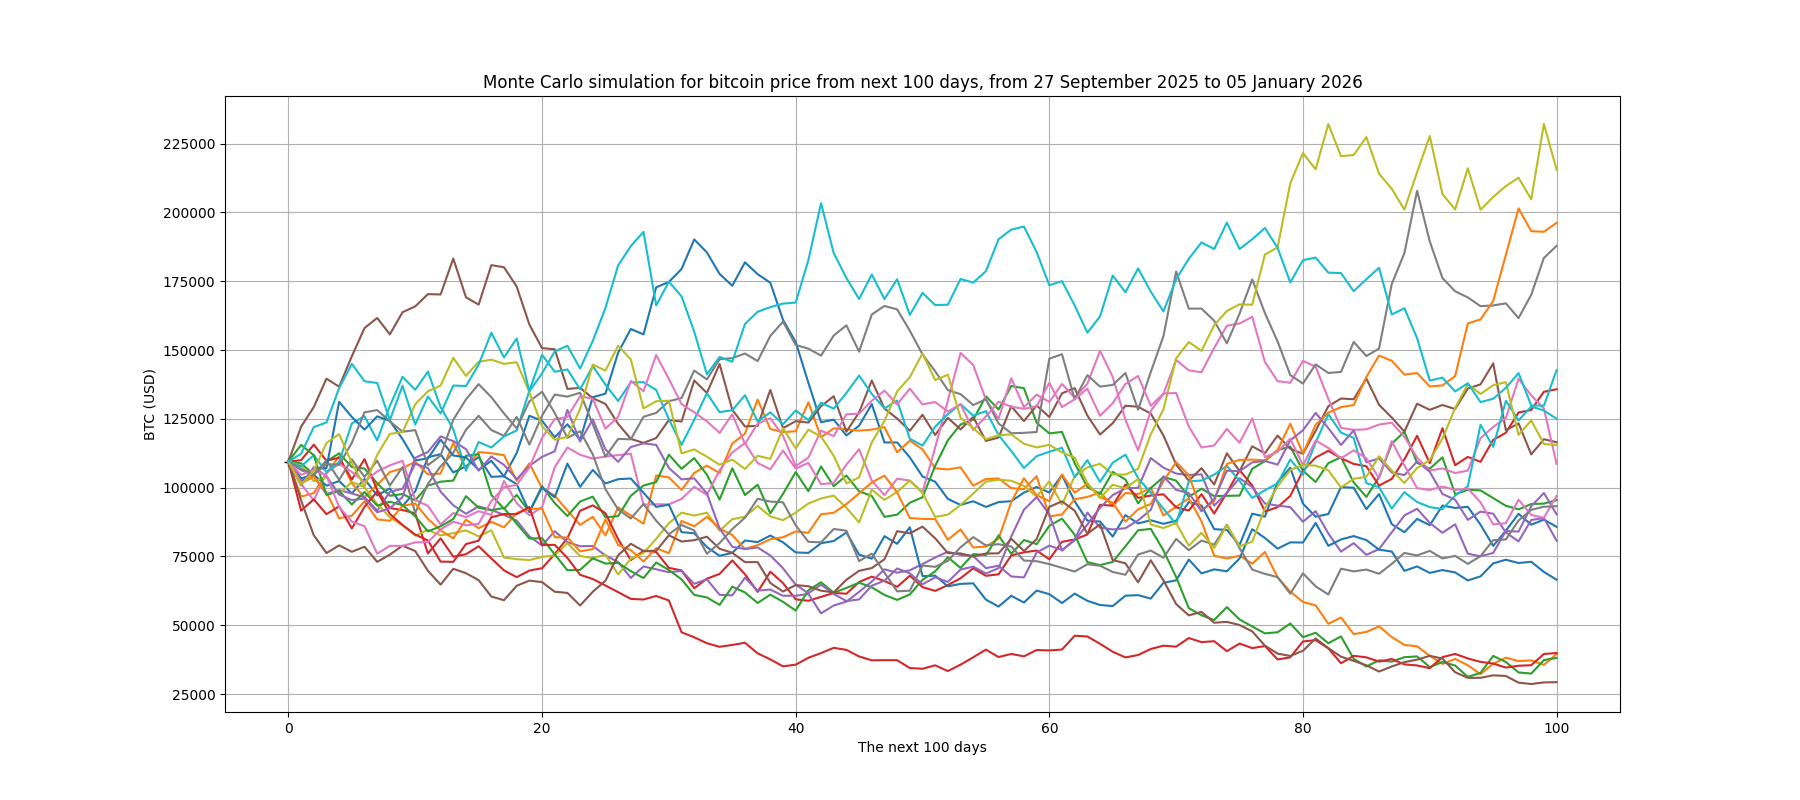 Monte Carlo simulation for bitcoin price from next 100 days, from 27 September 2025 to 05 January 2026
225000
200000
175000
150000
125000
100000
75000
50000
25000
BTC (USD)
0 20 40 60 80 100
The next 100 days